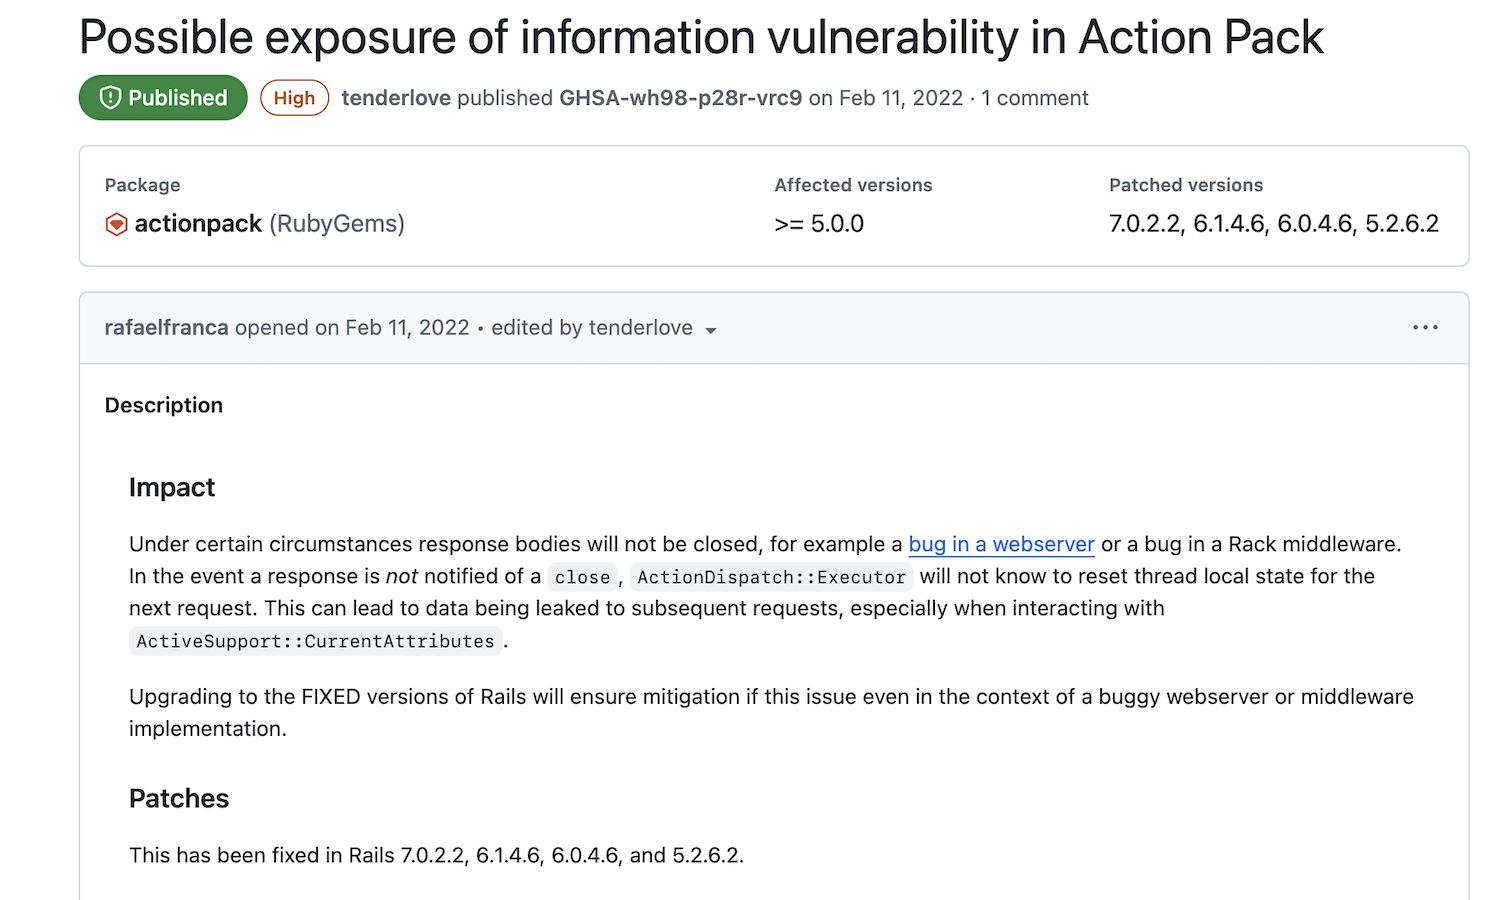 Possible exposure of information vulnerability in Action Pack
Published High tenderlove published GHSA-wh98-p28r-vrc9 on Feb 11, 2022 · 1 comment
Package Affected versions Patched versions
actionpack (RubyGems) >= 5.0.0 7.0.2.2, 6.1.4.6, 6.0.4.6, 5.2.6.2
rafaelfranca opened on Feb 11, 2022 • edited by tenderlove
Description
Impact
Under certain circumstances response bodies will not be closed, for example a bug in a webserver or a bug in a Rack middleware.
In the event a response is not notified of a close, ActionDispatch::Executor will not know to reset thread local state for the
next request. This can lead to data being leaked to subsequent requests, especially when interacting with
ActiveSupport::CurrentAttributes.
Upgrading to the FIXED versions of Rails will ensure mitigation if this issue even in the context of a buggy webserver or middleware
implementation.
Patches
This has been fixed in Rails 7.0.2.2, 6.1.4.6, 6.0.4.6, and 5.2.6.2.